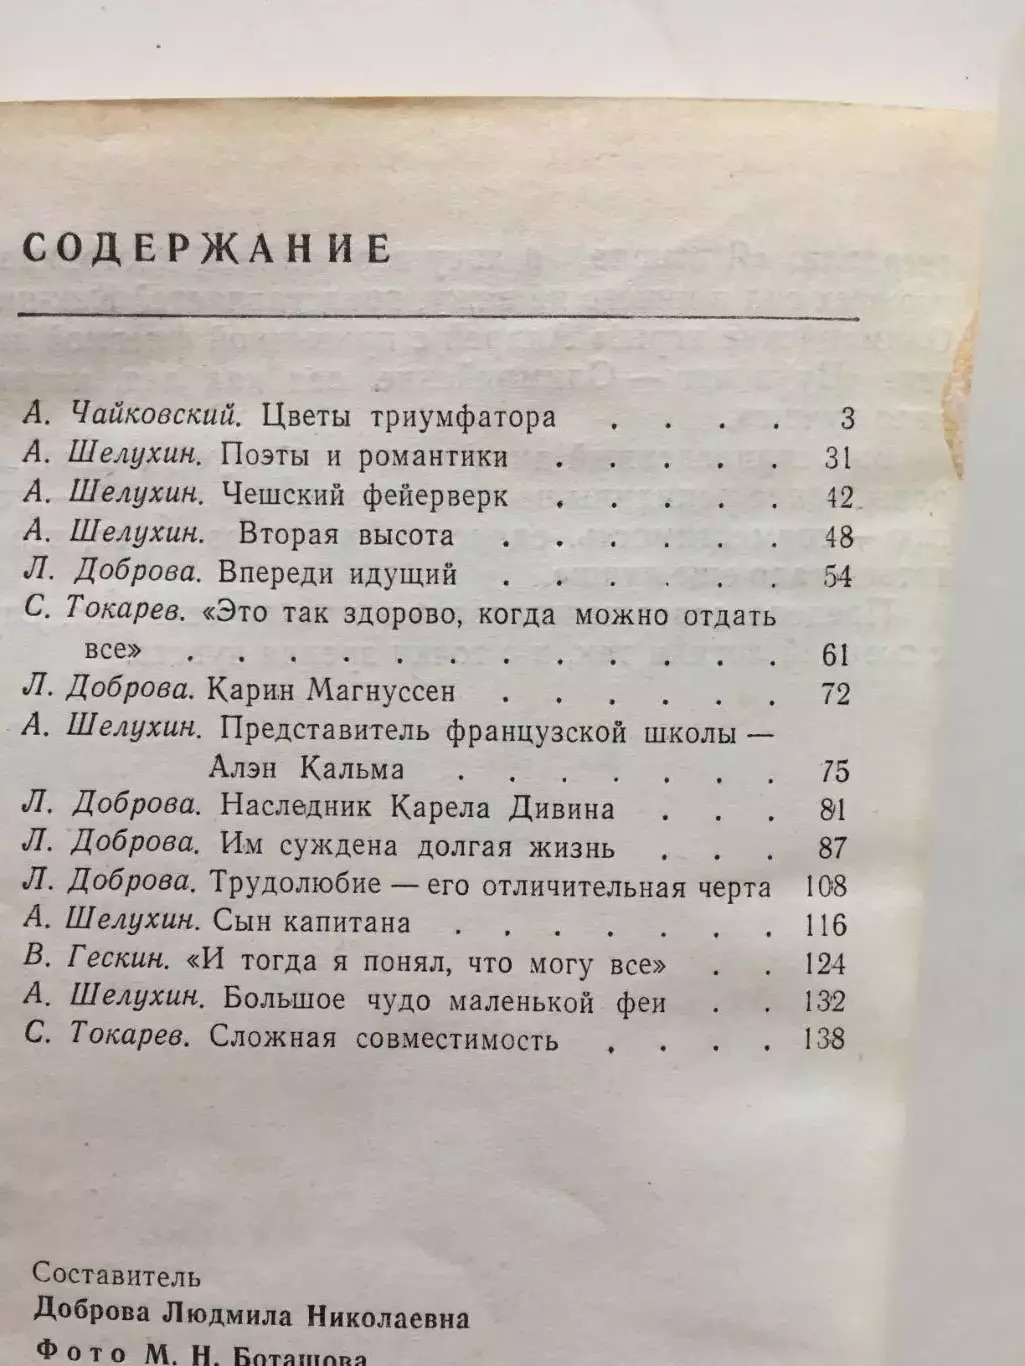 СОДЕРЖАНИЕ
А. Чайковский. Цветы триумфатора . . . . 3
А. Шелухин. Поэты и романтики . . . . . 31
А. Шелухин. Чешский фейерверк . . . . . 42
А. Шелухин. Вторая высота . . . . . . 48
Л. Доброва. Впереди идущий . . . . . . 54
С. Токарев. «Это так здорово, когда можно отдать
все» . . . . . . . . . . . . 61
Л. Доброва. Карин Магнуссен . . . . . . 72
А. Шелухин. Представитель французской школы —
Алэн Кальма . . . . . . . 75
Л. Доброва. Наследник Карела Дивина . . . 81
Л. Доброва. Им суждена долгая жизнь . . . 87
Л. Доброва. Трудолюбие — его отличительная черта 108
А. Шелухин. Сын капитана . . . . . . . 116
В. Гескин. «И тогда я понял, что могу все» . . 124
А. Шелухин. Большое чудо маленькой феи . . 132
С. Токарев. Сложная совместимость . . . . 138
Составитель
Доброва Людмила Николаевна
Фото М. Н. Боташова